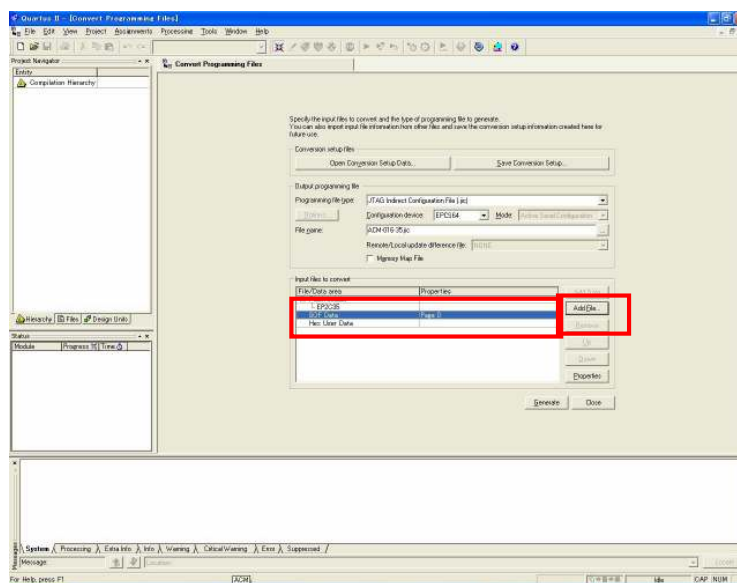 Quartus II - [Convert Programming Files]
File Edit View Project Assignments Processing Tools Window Help
Project Navigator
Entity
Compilation Hierarchy
Hierarchy Files Design Units
Status
Module Progress % Time
Convert Programming Files
Specify the input files to convert and the type of programming file to generate.
You can also import input file information from other files and save the conversion setup information created here for
future use.
Conversion setup files
Open Conversion Setup Data... Save Conversion Setup...
Output programming file
Programming file type: JTAG Indirect Configuration File (.jic)
Options... Configuration device: EPCS64 Mode: Active Serial Configuration
File name: ACM-016-35.jic ...
Remote/Local update difference file: NONE
Memory Map File
Input files to convert
File/Data area Properties
EP2C35
SOF Data Page_0
Hex User Data
Add File...
Remove
Up
Down
Properties
Generate Close
Messages
System Processing Extra Info Info Warning Critical Warning Error Suppressed
Message: Location: Locate
For Help, press F1 Idle CAP NUM